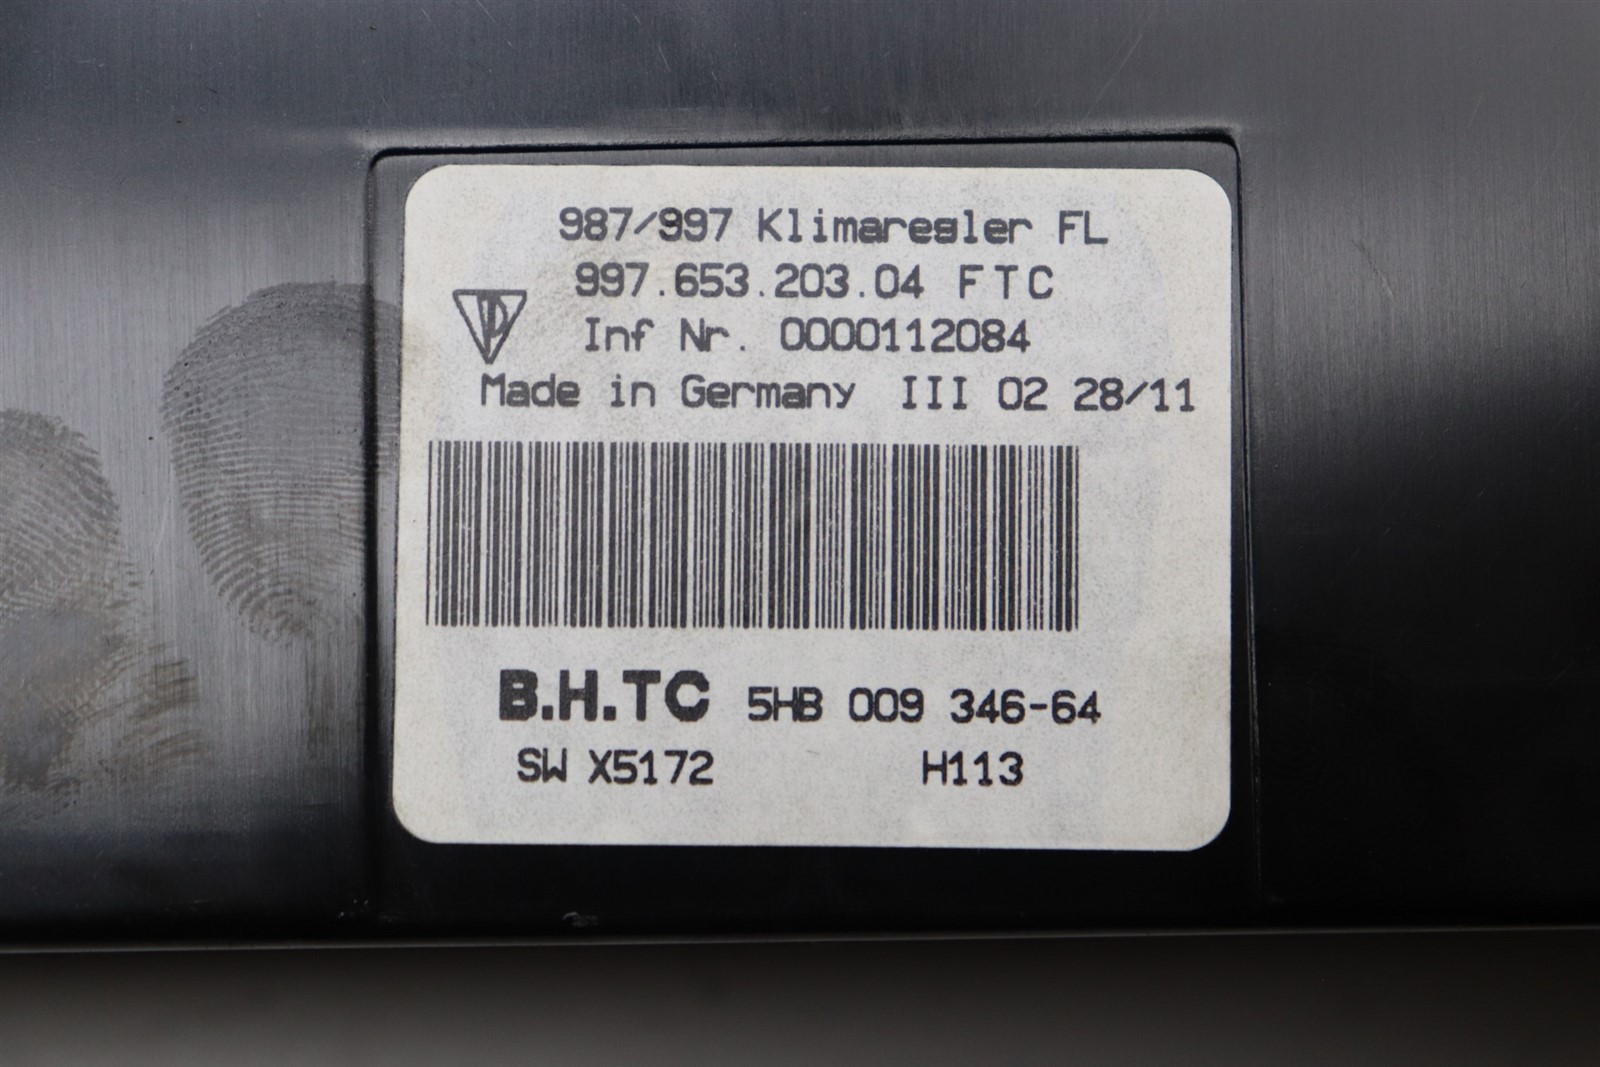 987/997 Klimaregler FL
997.653.203.04 FTC
Inf Nr. 0000112084
Made in Germany III 02 28/11
B.H.TC 5HB 009 346-64
SW X5172 H113